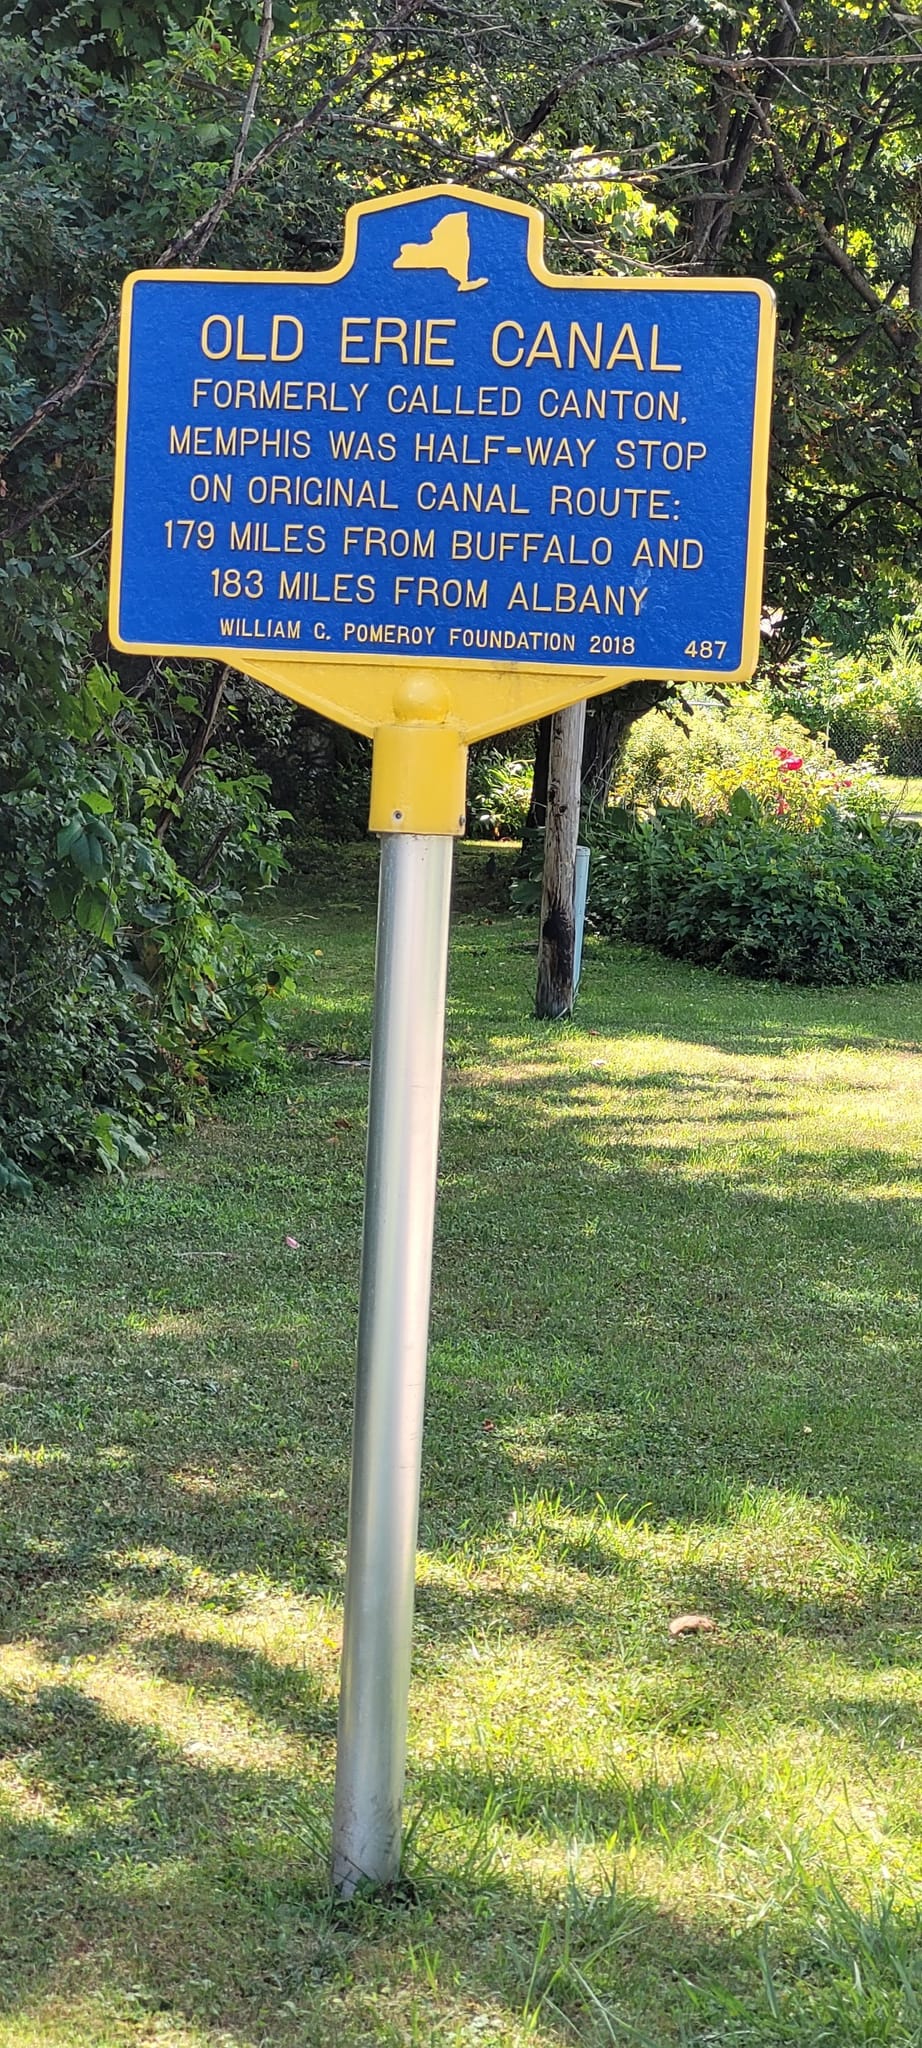 OLD ERIE CANAL
FORMERLY CALLED CANTON,
MEMPHIS WAS HALF-WAY STOP
ON ORIGINAL CANAL ROUTE:
179 MILES FROM BUFFALO AND
183 MILES FROM ALBANY
WILLIAM G. POMEROY FOUNDATION 2018 487